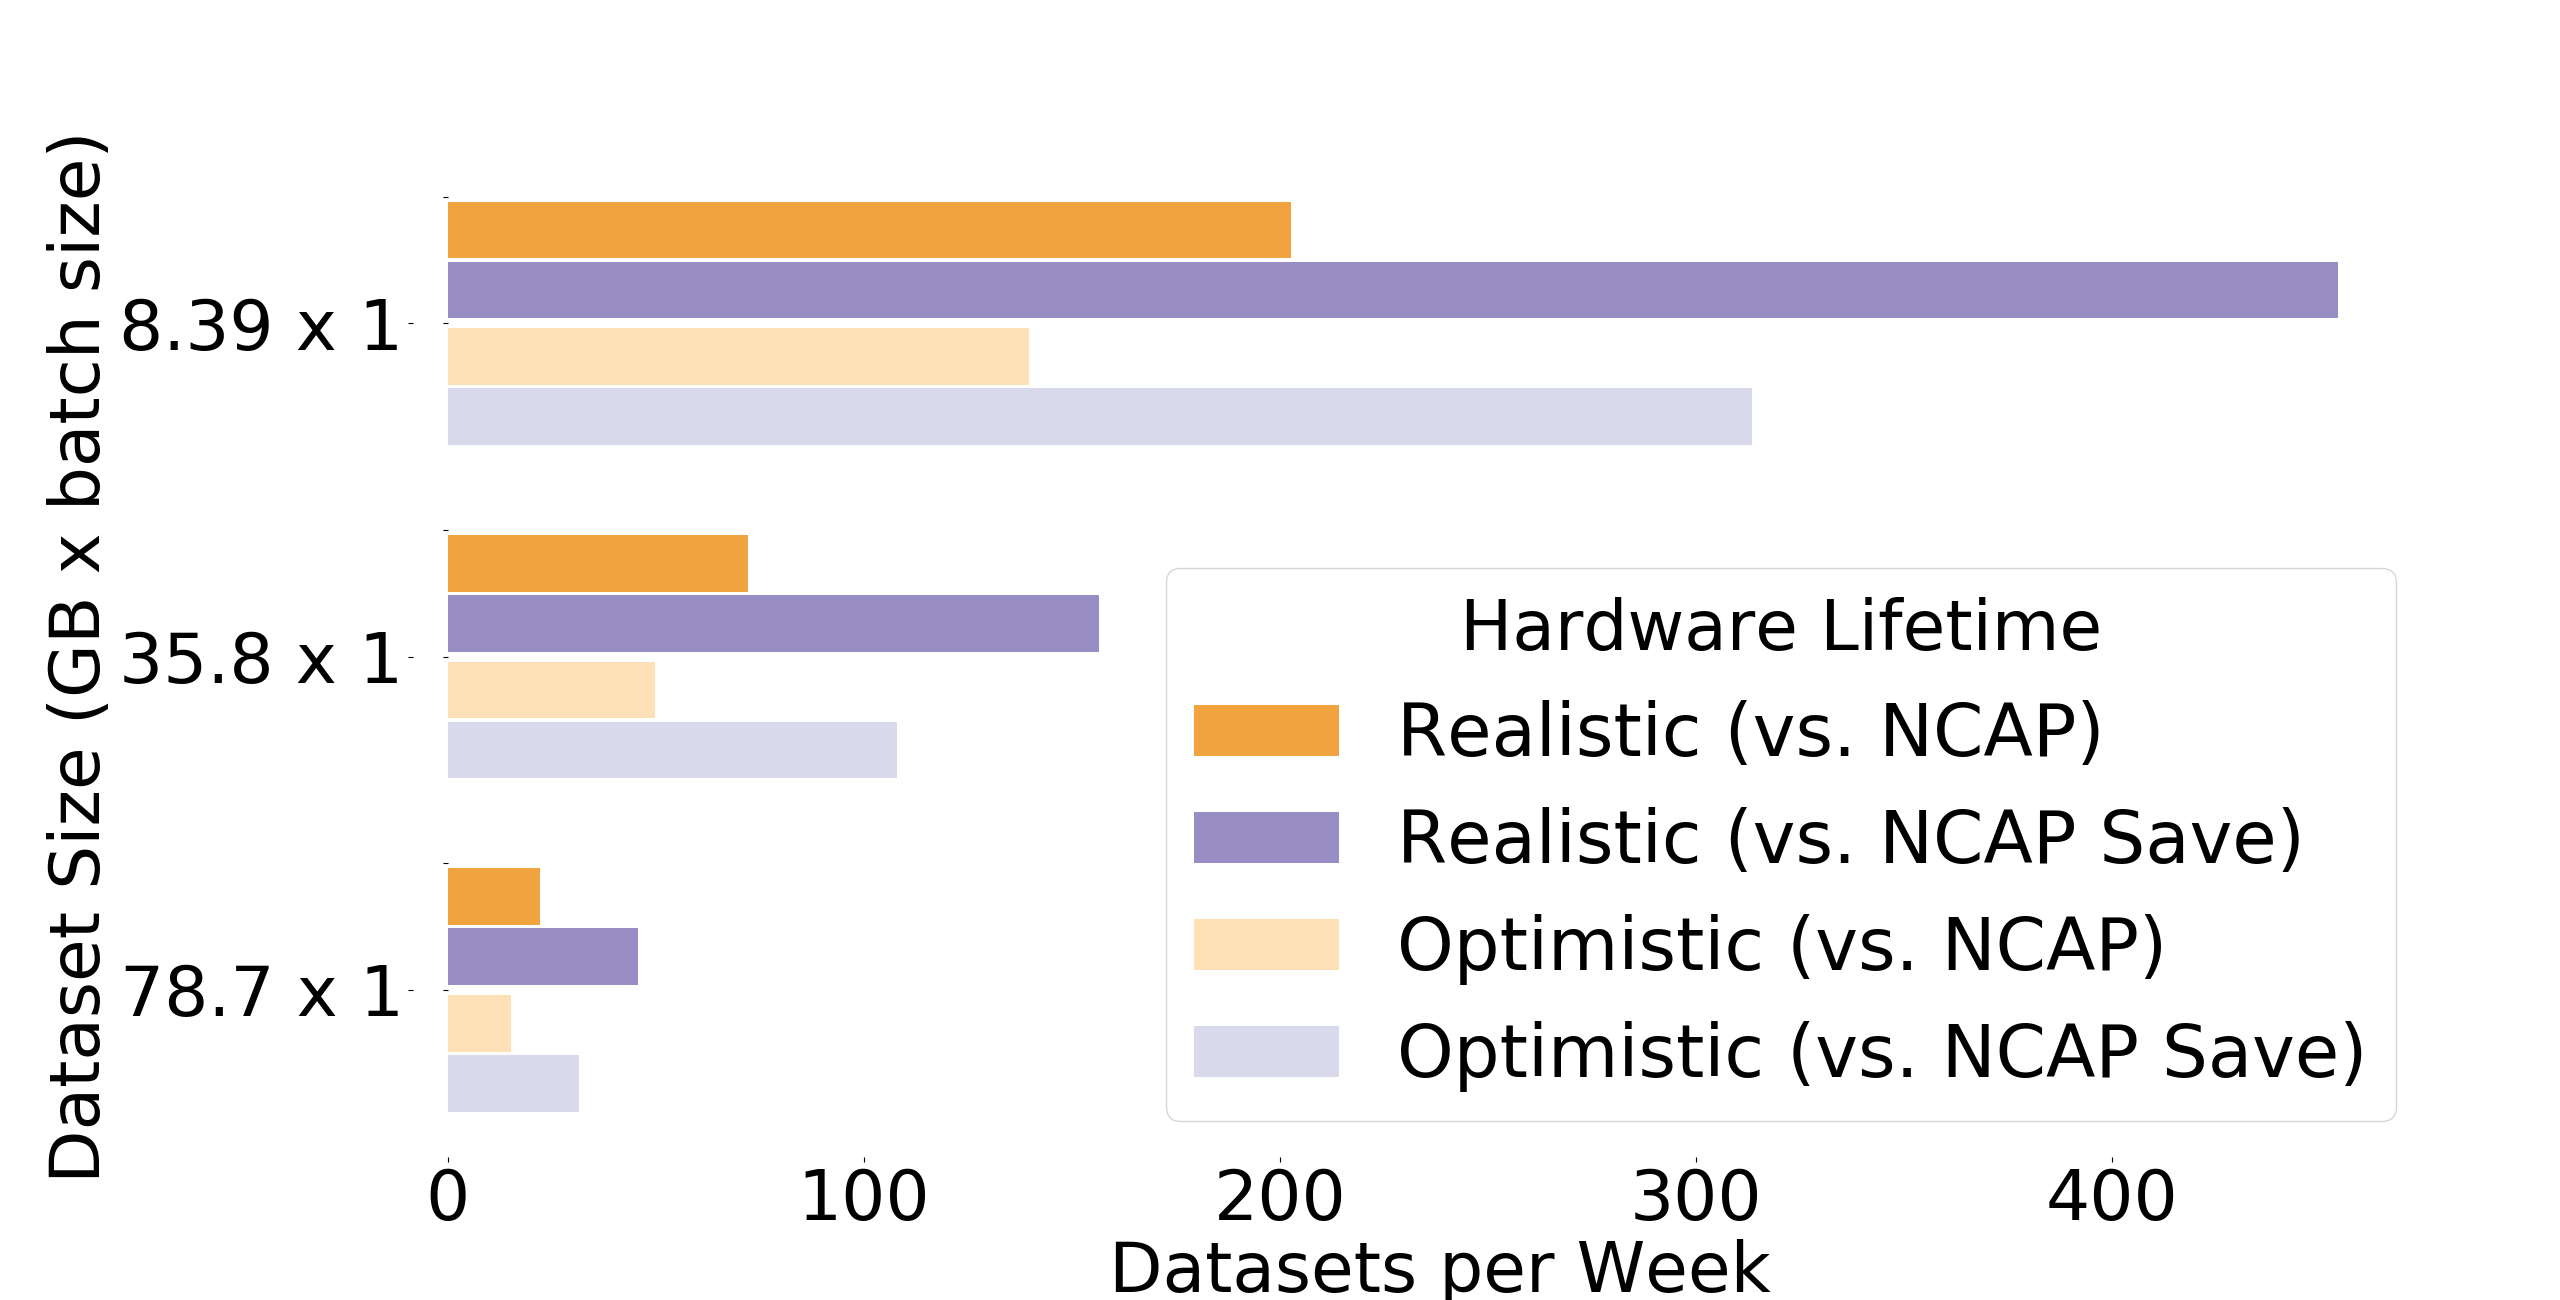 Dataset Size (GB x batch size)
8.39 x 1
35.8 x 1
78.7 x 1
Hardware Lifetime
Realistic (vs. NCAP)
Realistic (vs. NCAP Save)
Optimistic (vs. NCAP)
Optimistic (vs. NCAP Save)
0 100 200 300 400
Datasets per Week